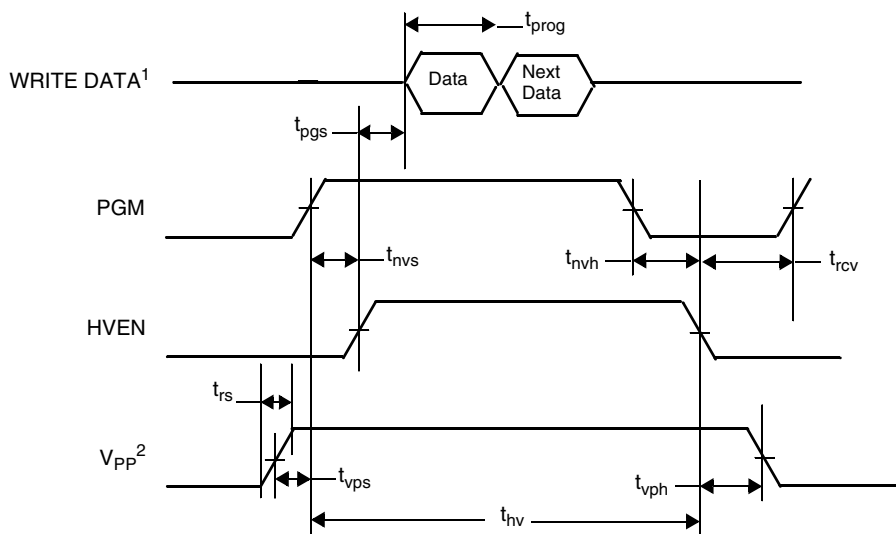 tprog
WRITE DATA1
Data
Next
Data
tpgs
PGM
tnvs
tnvh
trcv
HVEN
trs
VPP2
tvps
tvph
thv